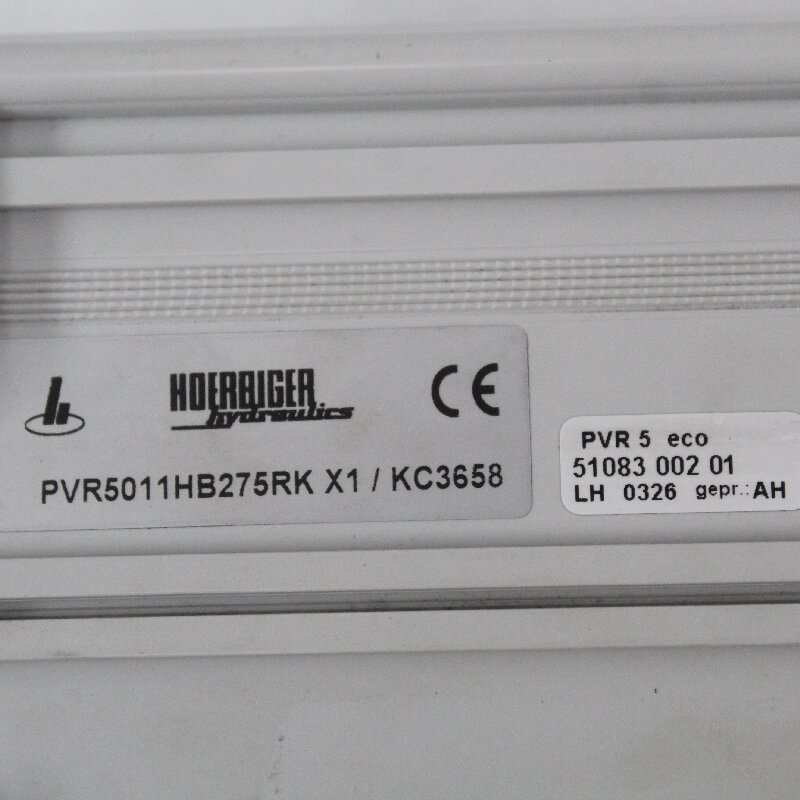 HOERBIGER
hydraulics
CE
PVR5011HB275RK X1 / KC3658
PVR 5 eco
51083 002 01
LH 0326 gepr.: AH